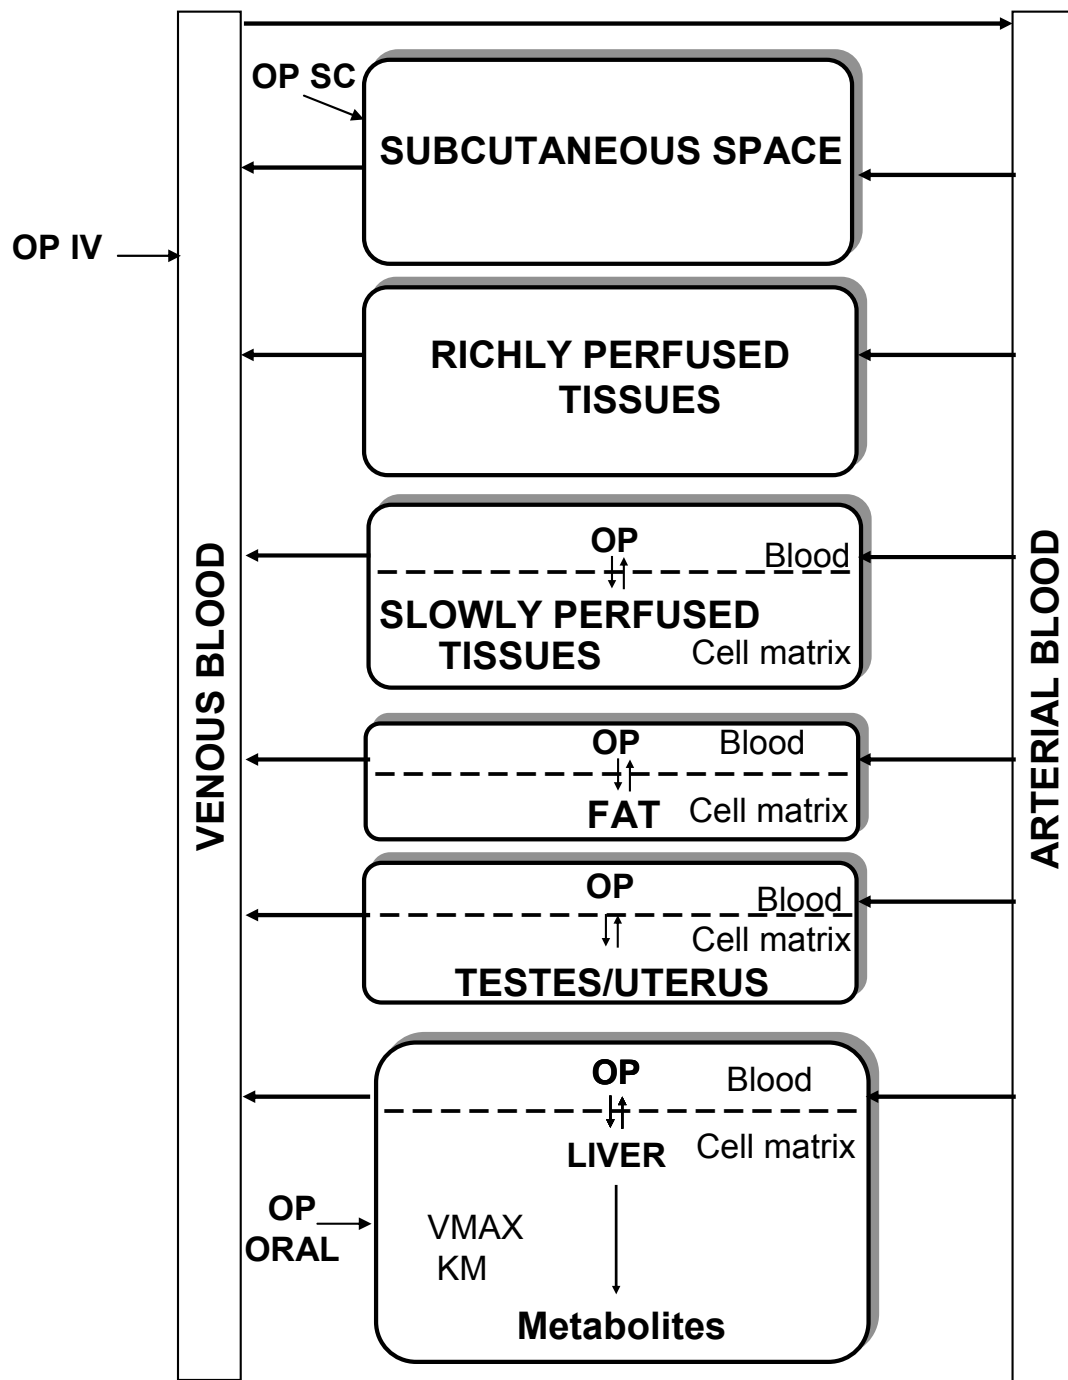 OP SC
SUBCUTANEOUS SPACE
OP IV
RICHLY PERFUSED
TISSUES
OP
Blood
SLOWLY PERFUSED
TISSUES
Cell matrix
OP
Blood
FAT
Cell matrix
OP
Blood
Cell matrix
TESTES/UTERUS
OP
Blood
Cell matrix
LIVER
OP
ORAL
VMAX
KM
Metabolites
VENOUS BLOOD
ARTERIAL BLOOD